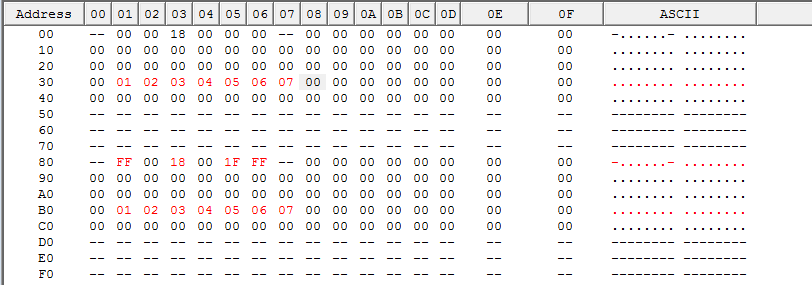 Address 00 01 02 03 04 05 06 07 08 09 0A 0B 0C 0D 0E 0F ASCII
00 -- 00 00 18 00 00 00 -- 00 00 00 00 00 00 00 00 -......- ........
10 00 00 00 00 00 00 00 00 00 00 00 00 00 00 00 00 ........ ........
20 00 00 00 00 00 00 00 00 00 00 00 00 00 00 00 00 ........ ........
30 00 01 02 03 04 05 06 07 00 00 00 00 00 00 00 00 ........ ........
40 00 00 00 00 00 00 00 00 00 00 00 00 00 00 00 00 ........ ........
50 -- -- -- -- -- -- -- -- -- -- -- -- -- -- -- -- -------- --------
60 -- -- -- -- -- -- -- -- -- -- -- -- -- -- -- -- -------- --------
70 -- -- -- -- -- -- -- -- -- -- -- -- -- -- -- -- -------- --------
80 -- FF 00 18 00 1F FF -- 00 00 00 00 00 00 00 00 -......- ........
90 00 00 00 00 00 00 00 00 00 00 00 00 00 00 00 00 ........ ........
A0 00 00 00 00 00 00 00 00 00 00 00 00 00 00 00 00 ........ ........
B0 00 01 02 03 04 05 06 07 00 00 00 00 00 00 00 00 ........ ........
C0 00 00 00 00 00 00 00 00 00 00 00 00 00 00 00 00 ........ ........
D0 -- -- -- -- -- -- -- -- -- -- -- -- -- -- -- -- -------- --------
E0 -- -- -- -- -- -- -- -- -- -- -- -- -- -- -- -- -------- --------
F0 -- -- -- -- -- -- -- -- -- -- -- -- -- -- -- -- -------- --------